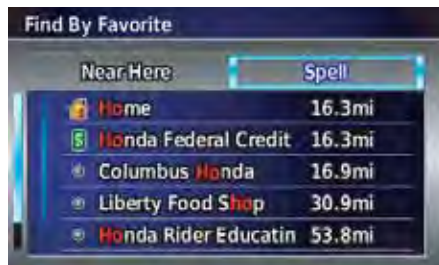 Find By Favorite
Near Here Spell
Home 16.3mi
$ Honda Federal Credit 16.3mi
Columbus Honda 16.9mi
Liberty Food Shop 30.9mi
Honda Rider Educatin 53.8mi